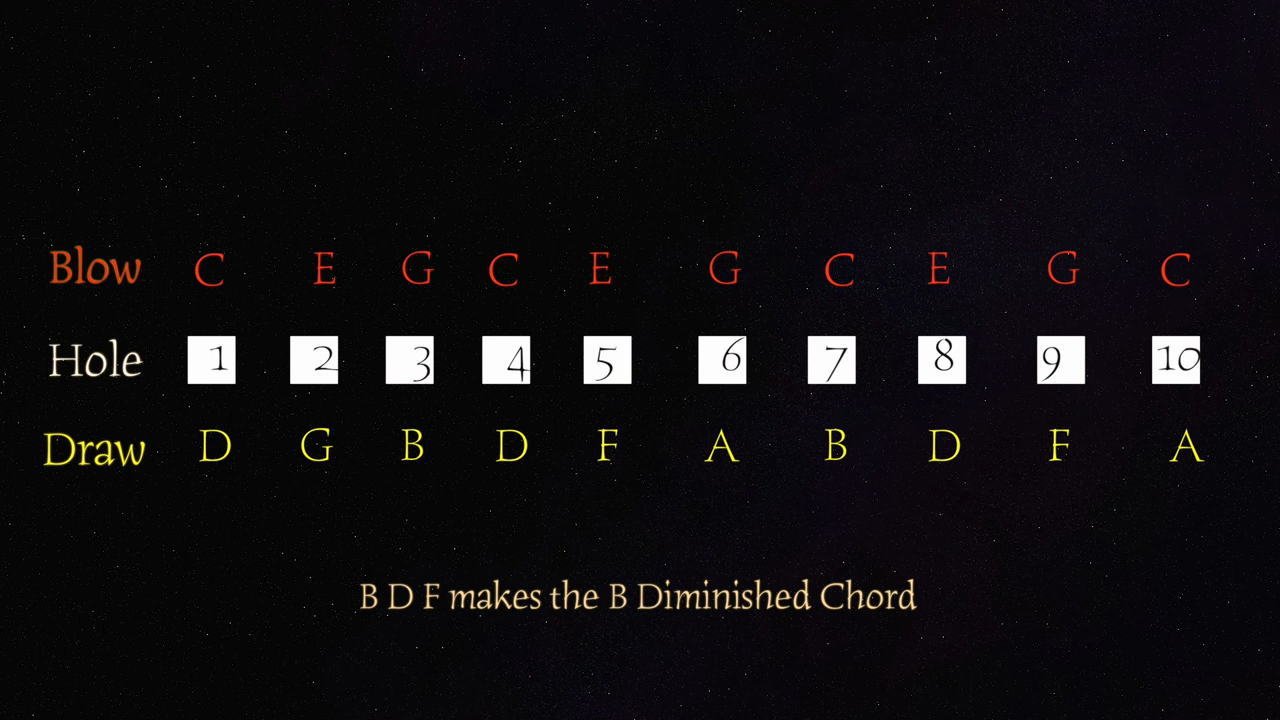 Blow C E G C E G C E G C
Hole 1 2 3 4 5 6 7 8 9 10
Draw D G B D F A B D F A
B D F makes the B Diminished Chord